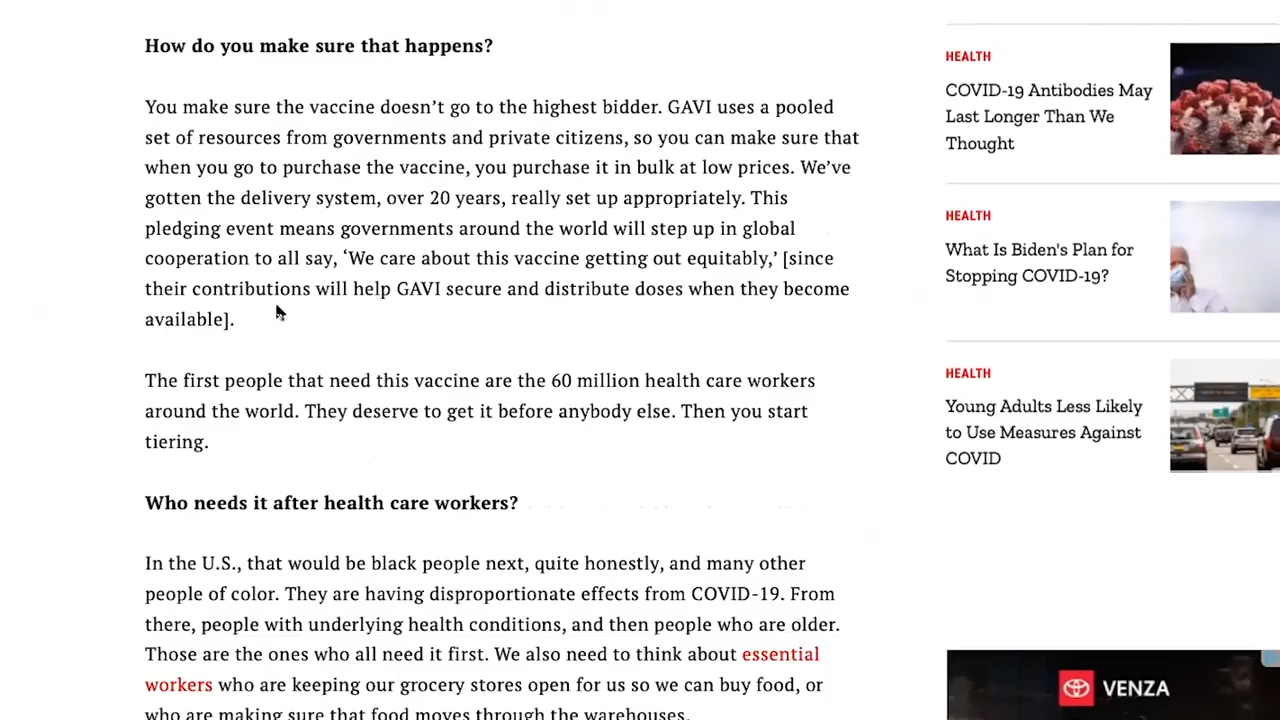 How do you make sure that happens?
You make sure the vaccine doesn’t go to the highest bidder. GAVI uses a pooled
set of resources from governments and private citizens, so you can make sure that
when you go to purchase the vaccine, you purchase it in bulk at low prices. We’ve
gotten the delivery system, over 20 years, really set up appropriately. This
pledging event means governments around the world will step up in global
cooperation to all say, ‘We care about this vaccine getting out equitably,’ [since
their contributions will help GAVI secure and distribute doses when they become
available].
The first people that need this vaccine are the 60 million health care workers
around the world. They deserve to get it before anybody else. Then you start
tiering.
Who needs it after health care workers?
In the U.S., that would be black people next, quite honestly, and many other
people of color. They are having disproportionate effects from COVID-19. From
there, people with underlying health conditions, and then people who are older.
Those are the ones who all need it first. We also need to think about essential
workers who are keeping our grocery stores open for us so we can buy food, or
who are making sure that food moves through the warehouses.
HEALTH
COVID-19 Antibodies May
Last Longer Than We
Thought
HEALTH
What Is Biden's Plan for
Stopping COVID-19?
HEALTH
Young Adults Less Likely
to Use Measures Against
COVID
VENZA